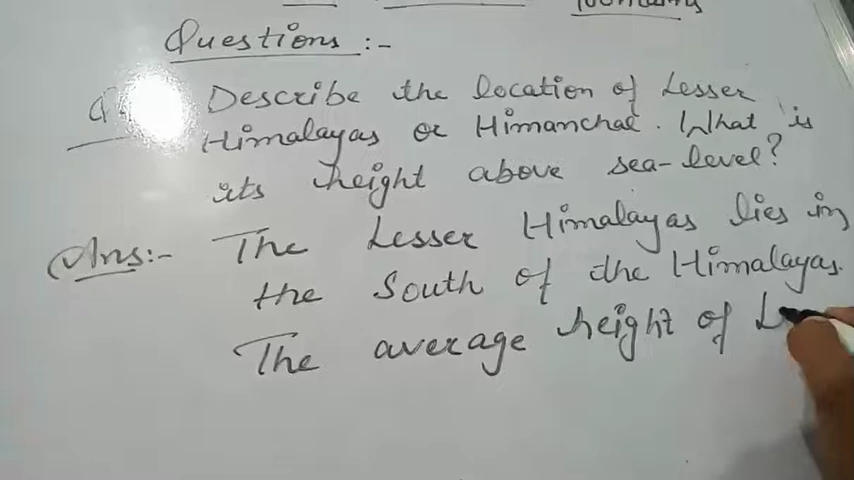 Questions :-
Describe the location of Lesser
Himalayas or Himanchal. What is
its height above sea-level?
Ans:- The Lesser Himalayas lies in
the South of the Himalayas.
The average height of